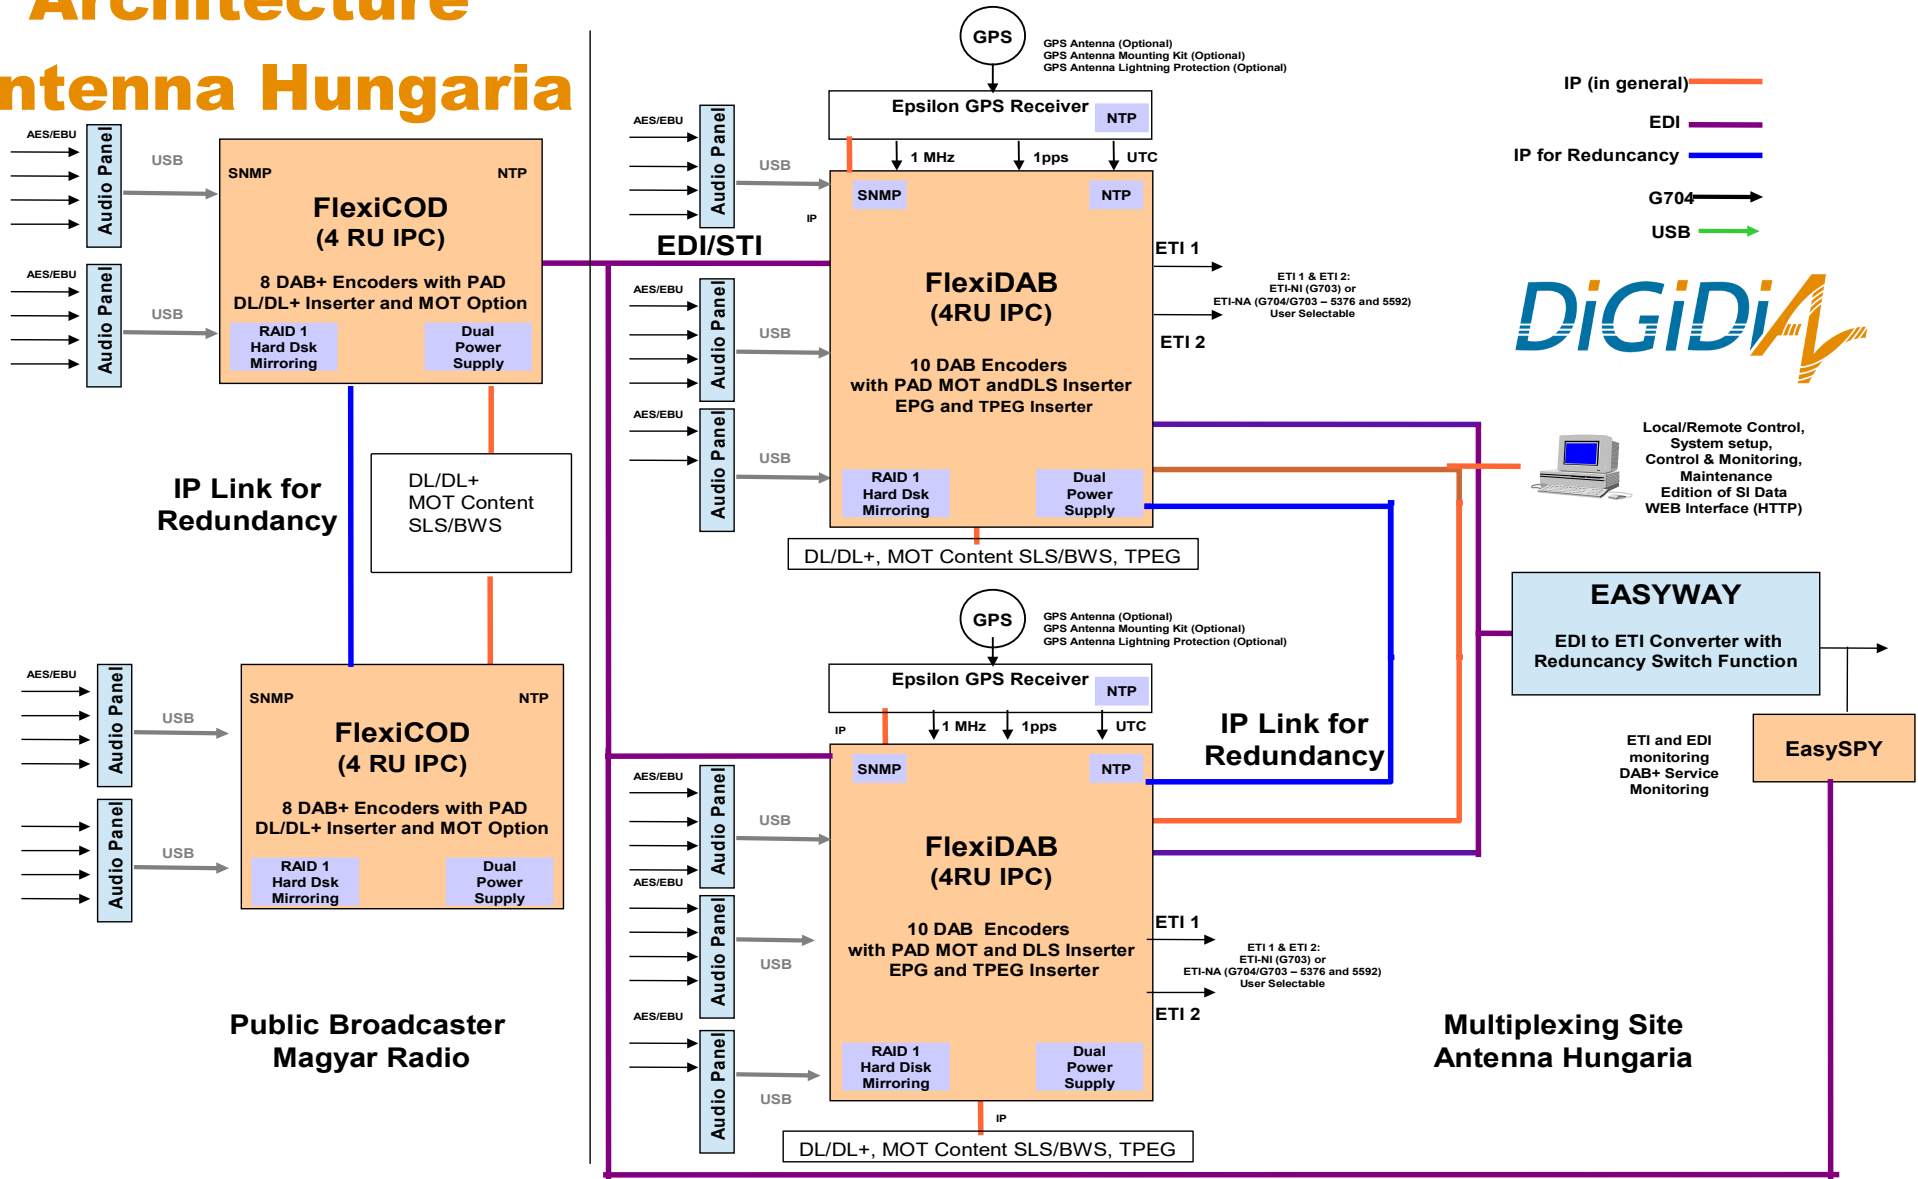 Architecture
ntenna Hungaria
AES/EBU
Audio Panel
USB
AES/EBU
Audio Panel
USB
SNMP
NTP
FlexiCOD
(4 RU IPC)
8 DAB+ Encoders with PAD
DL/DL+ Inserter and MOT Option
RAID 1
Hard Dsk
Mirroring
Dual
Power
Supply
IP Link for
Redundancy
DL/DL+
MOT Content
SLS/BWS
AES/EBU
Audio Panel
USB
Audio Panel
USB
SNMP
NTP
FlexiCOD
(4 RU IPC)
8 DAB+ Encoders with PAD
DL/DL+ Inserter and MOT Option
RAID 1
Hard Dsk
Mirroring
Dual
Power
Supply
Public Broadcaster
Magyar Radio
GPS
GPS Antenna (Optional)
GPS Antenna Mounting Kit (Optional)
GPS Antenna Lightning Protection (Optional)
Epsilon GPS Receiver
NTP
1 MHz
1pps
UTC
AES/EBU
Audio Panel
USB
IP
EDI/STI
AES/EBU
Audio Panel
USB
AES/EBU
Audio Panel
USB
SNMP
NTP
FlexiDAB
(4RU IPC)
10 DAB Encoders
with PAD MOT andDLS Inserter
EPG and TPEG Inserter
RAID 1
Hard Dsk
Mirroring
Dual
Power
Supply
ETI 1
ETI 2
ETI 1 & ETI 2:
ETI-NI (G703) or
ETI-NA (G704/G703 – 5376 and 5592)
User Selectable
DL/DL+, MOT Content SLS/BWS, TPEG
GPS
GPS Antenna (Optional)
GPS Antenna Mounting Kit (Optional)
GPS Antenna Lightning Protection (Optional)
Epsilon GPS Receiver
NTP
IP
1 MHz
1pps
UTC
IP Link for
Redundancy
AES/EBU
Audio Panel
USB
AES/EBU
Audio Panel
USB
AES/EBU
Audio Panel
USB
SNMP
NTP
FlexiDAB
(4RU IPC)
10 DAB Encoders
with PAD MOT and DLS Inserter
EPG and TPEG Inserter
RAID 1
Hard Disk
Mirroring
Dual
Power
Supply
ETI 1
ETI 2
ETI 1 & ETI 2:
ETI-NI (G703) or
ETI-NA (G704/G703 – 5376 and 5592)
User Selectable
IP
DL/DL+, MOT Content SLS/BWS, TPEG
IP (in general)
EDI
IP for Reduncancy
G704
USB
DiGiDiA
Local/Remote Control,
System setup,
Control & Monitoring,
Maintenance
Edition of SI Data
WEB Interface (HTTP)
EASYWAY
EDI to ETI Converter with
Reduncancy Switch Function
ETI and EDI
monitoring
DAB+ Service
Monitoring
EasySPY
Multiplexing Site
Antenna Hungaria